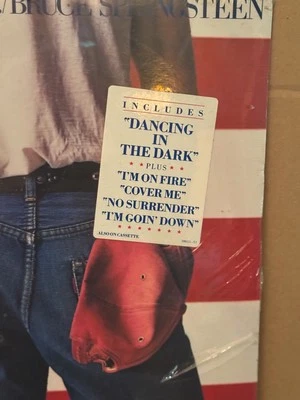 /BRUCE SPRINGSTEEN
INCLUDES
"DANCING
IN
THE DARK"
PLUS
"I'M ON FIRE"
"COVER ME"
"NO SURRENDER"
"I'M GOIN' DOWN"
ALSO ON CASSETTE